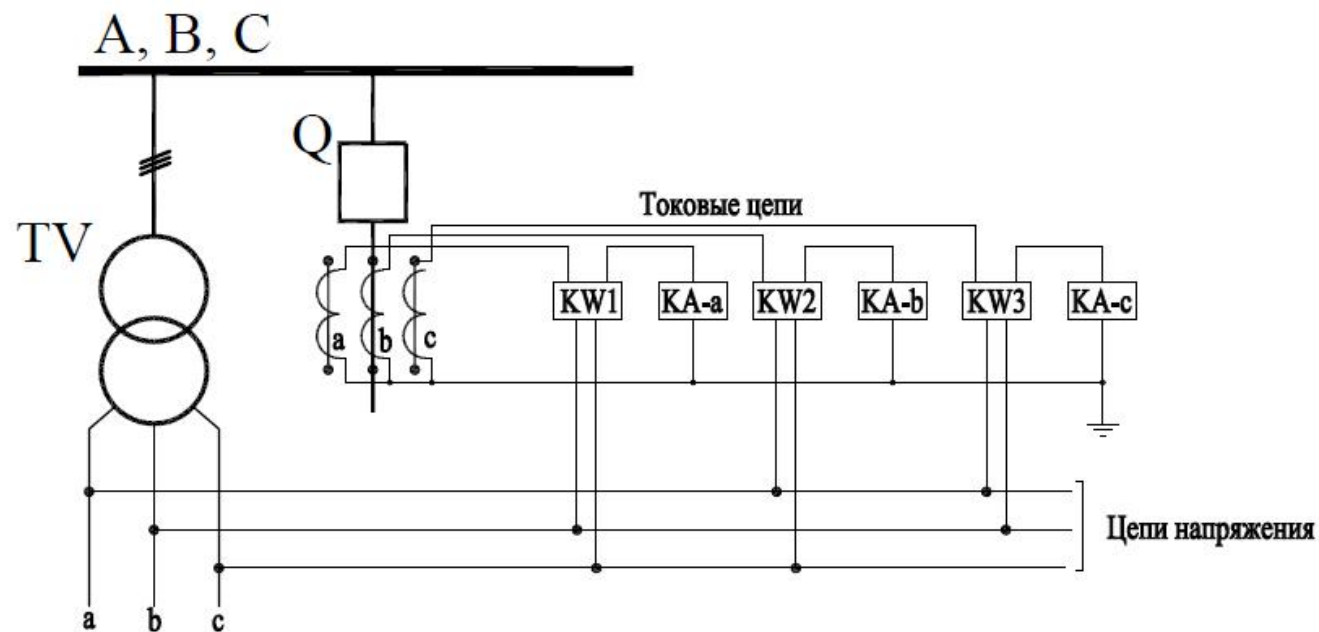 A, B, C
Q
TV
Токовые цепи
KW1
KA-a
KW2
KA-b
KW3
KA-c
a
b
c
Цепи напряжения
a
b
c